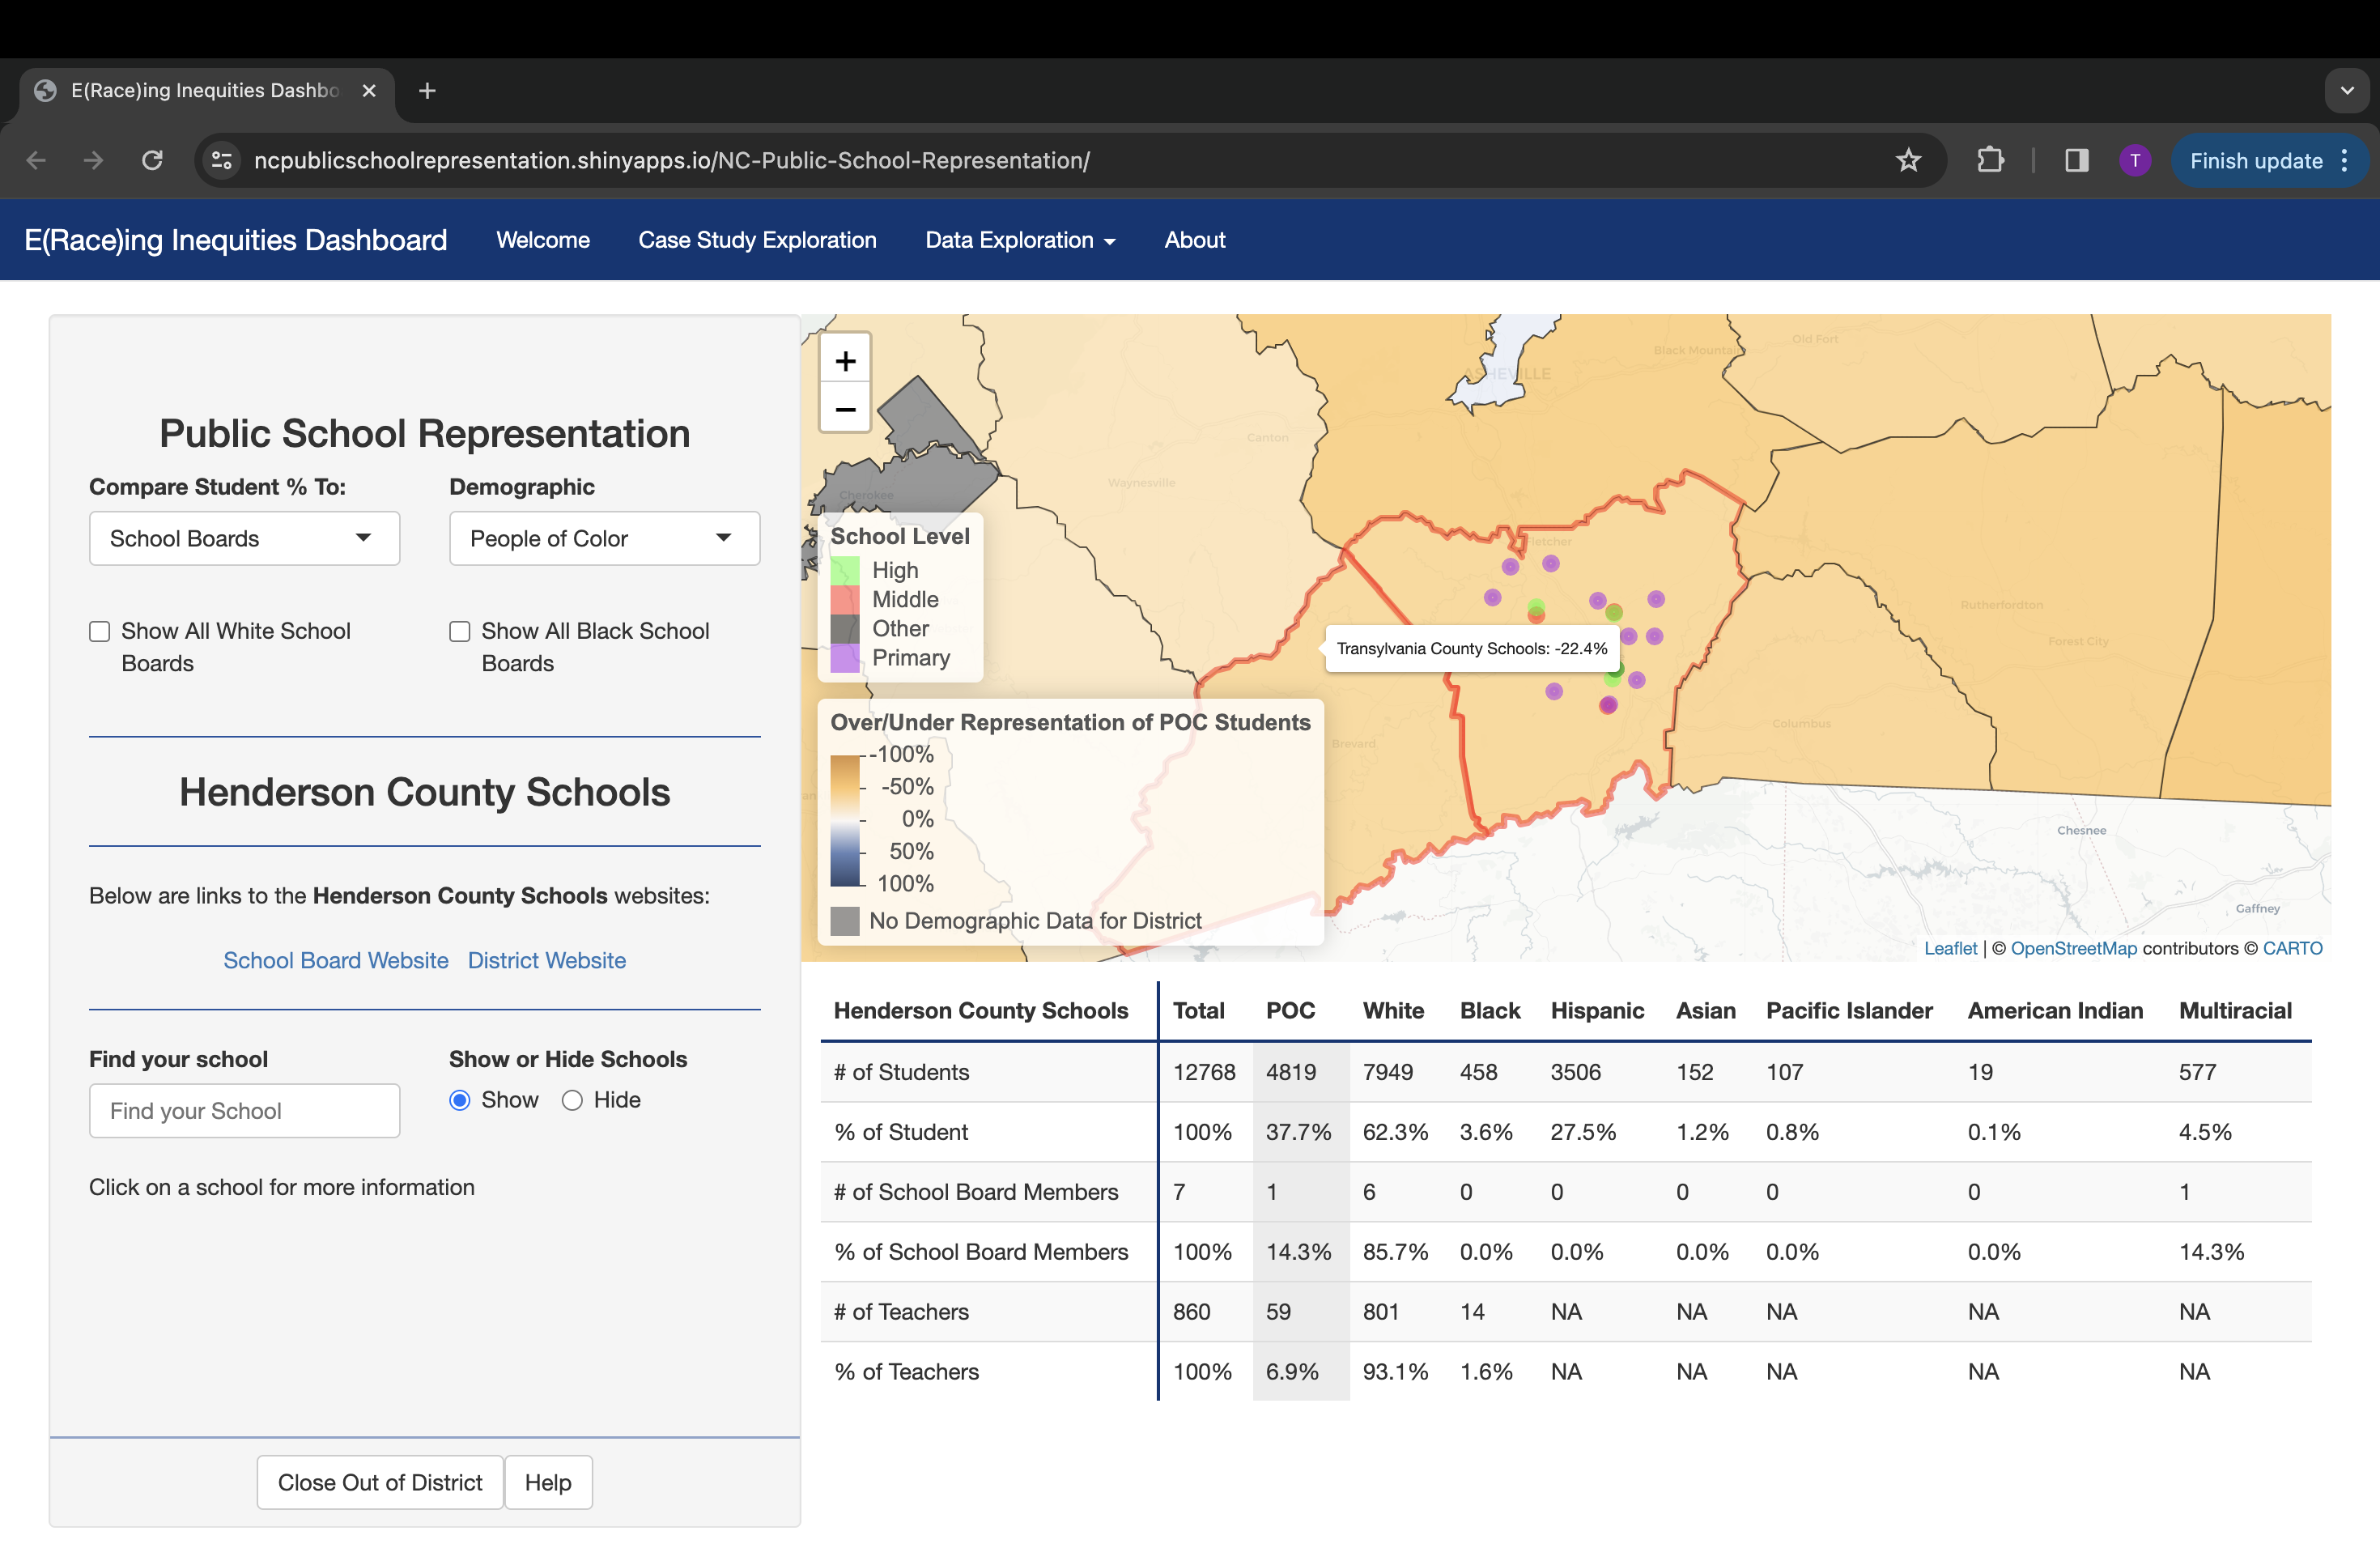 E(Race)ing Inequities Dashbo
ncpublicschoolrepresentation.shinyapps.io/NC-Public-School-Representation/
T
Finish update
E(Race)ing Inequities Dashboard
Welcome
Case Study Exploration
Data Exploration
About
Public School Representation
Compare Student % To:
Demographic
School Boards
People of Color
Show All White School
Boards
Show All Black School
Boards
Henderson County Schools
Below are links to the Henderson County Schools websites:
School Board Website District Website
Find your school
Show or Hide Schools
Find your School
Show Hide
Click on a school for more information
Close Out of District
Help
+
−
Old Fort
Black Mountain
ASHEVILLE
Canton
Waynesville
Cherokee
Fletcher
Rutherfordton
Forest City
Columbus
Brevard
Chesnee
Gaffney
School Level
High
Middle
Other
Primary
Transylvania County Schools: -22.4%
Over/Under Representation of POC Students
-100%
-50%
0%
50%
100%
No Demographic Data for District
Leaflet | © OpenStreetMap contributors © CARTO
Henderson County Schools Total POC White Black Hispanic Asian Pacific Islander American Indian Multiracial
# of Students 12768 4819 7949 458 3506 152 107 19 577
% of Student 100% 37.7% 62.3% 3.6% 27.5% 1.2% 0.8% 0.1% 4.5%
# of School Board Members 7 1 6 0 0 0 0 0 1
% of School Board Members 100% 14.3% 85.7% 0.0% 0.0% 0.0% 0.0% 0.0% 14.3%
# of Teachers 860 59 801 14 NA NA NA NA NA
% of Teachers 100% 6.9% 93.1% 1.6% NA NA NA NA NA